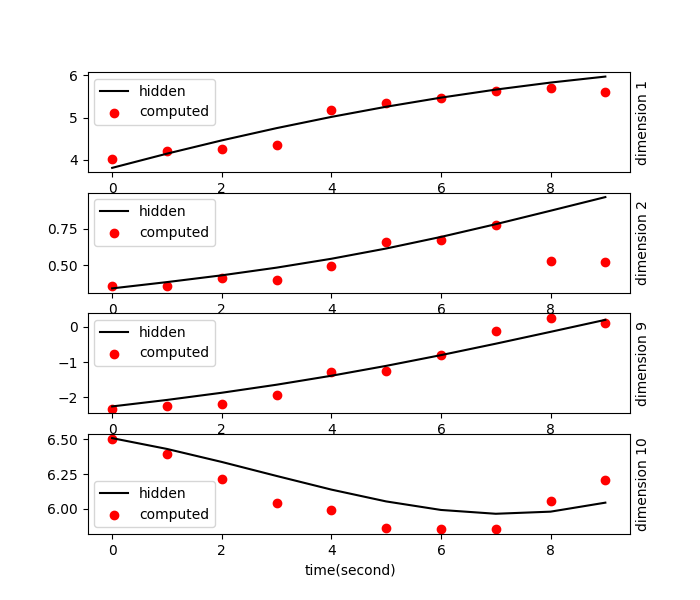 6
5
4
hidden
computed
dimension 1
0 2 4 6 8
0.75
0.50
hidden
computed
dimension 2
0 2 4 6 8
0
−1
−2
hidden
computed
dimension 9
0 2 4 6 8
6.50
6.25
6.00
hidden
computed
dimension 10
0 2 4 6 8
time(second)